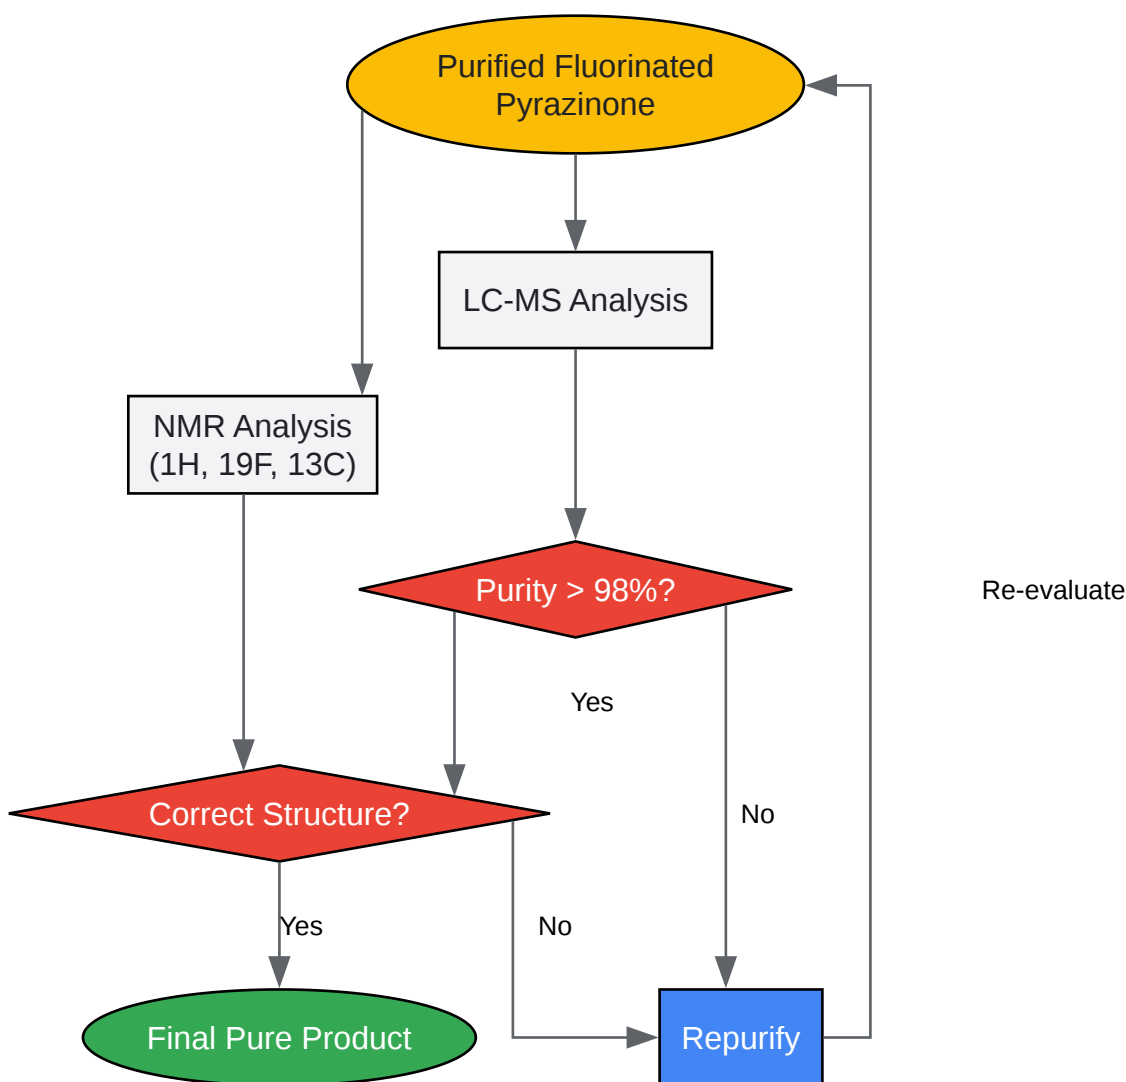 Purified Fluorinated
Pyrazinone
LC-MS Analysis
NMR Analysis
(1H, 19F, 13C)
Purity > 98%?
Re-evaluate
Yes
Correct Structure?
No
Yes
No
Final Pure Product
Repurify